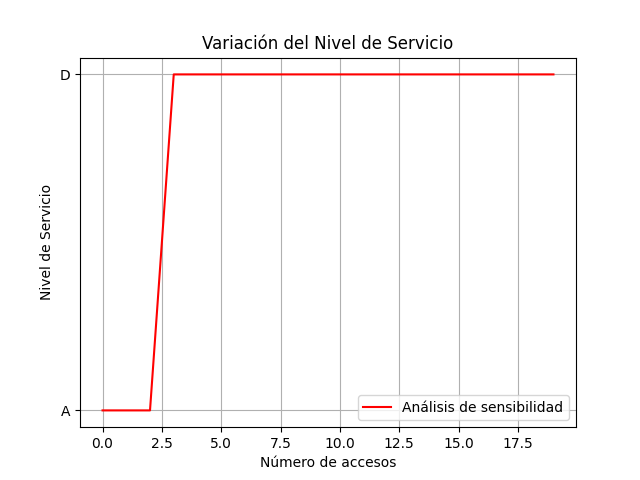 Variación del Nivel de Servicio
D
Nivel de Servicio
A
Análisis de sensibilidad
0.0 2.5 5.0 7.5 10.0 12.5 15.0 17.5
Número de accesos